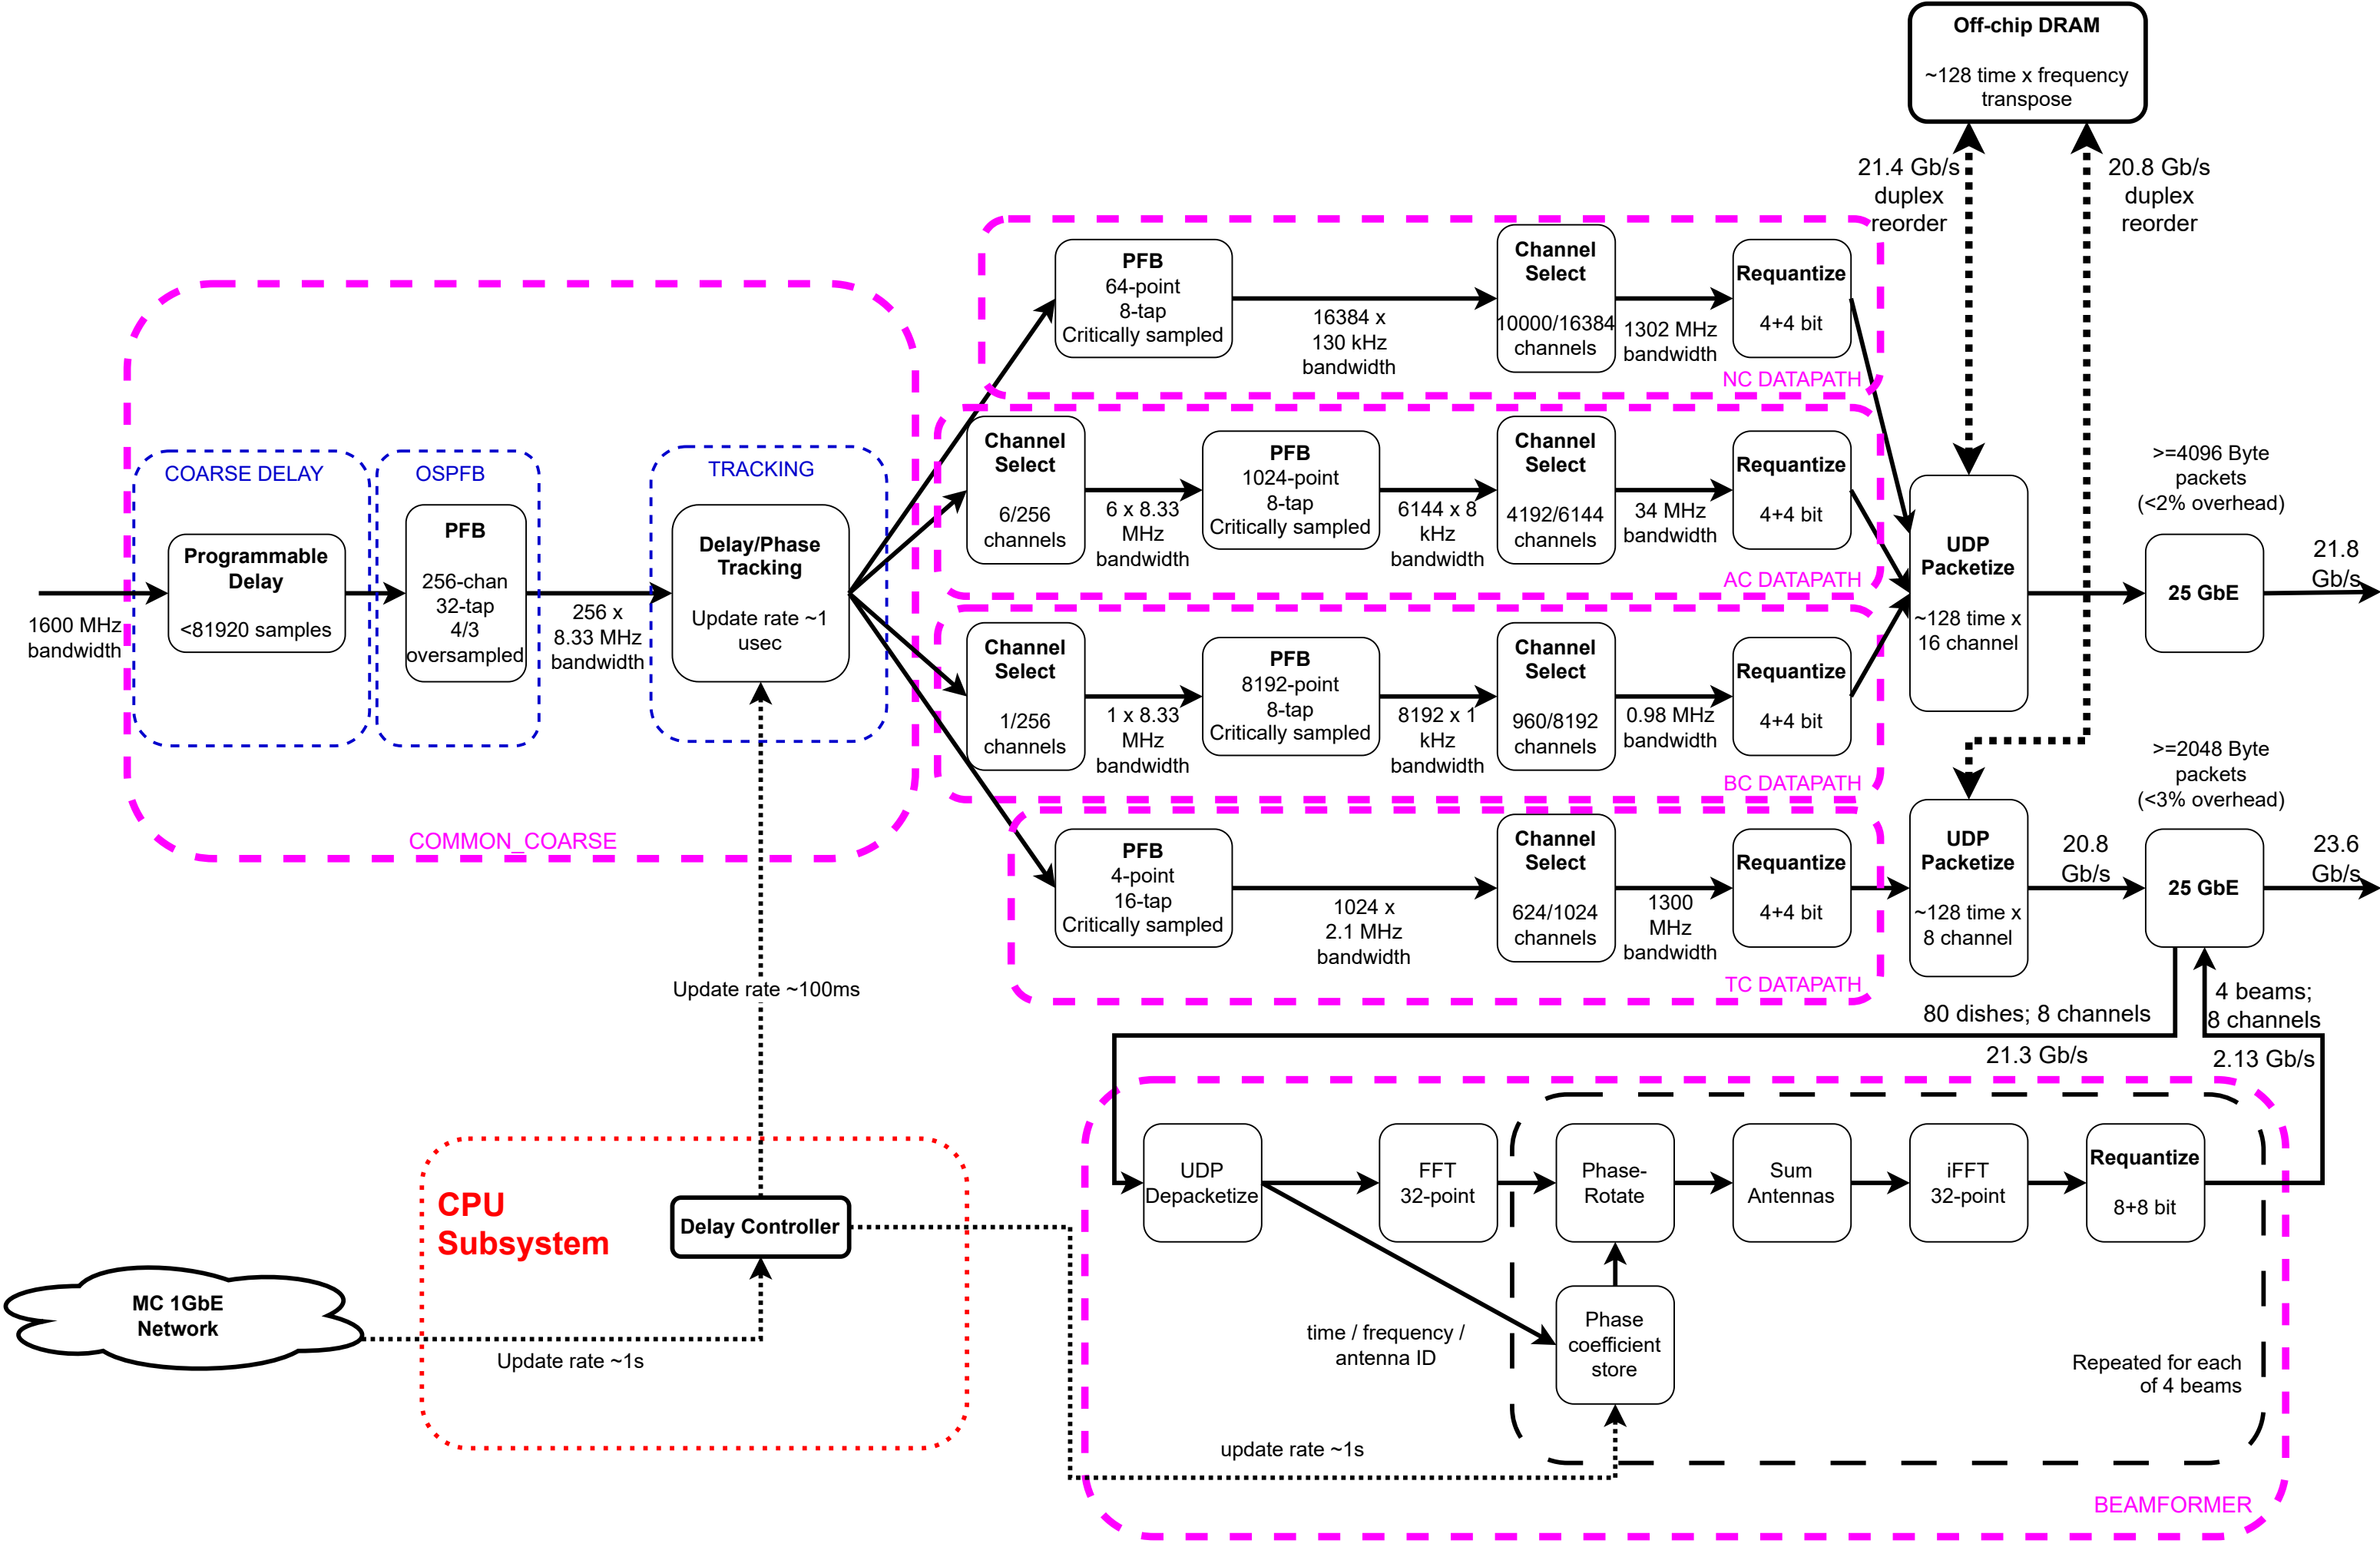 Off-chip DRAM
~128 time x frequency
transpose
21.4 Gb/s
duplex
reorder
20.8 Gb/s
duplex
reorder
PFB
64-point
8-tap
Critically sampled
16384 x
130 kHz
bandwidth
Channel
Select
10000/16384
channels
1302 MHz
bandwidth
Requantize
4+4 bit
NC DATAPATH
Channel
Select
6/256
channels
6 x 8.33
MHz
bandwidth
PFB
1024-point
8-tap
Critically sampled
6144 x 8
kHz
bandwidth
Channel
Select
4192/6144
channels
34 MHz
bandwidth
Requantize
4+4 bit
AC DATAPATH
COARSE DELAY
Programmable
Delay
<81920 samples
1600 MHz
bandwidth
OSPFB
PFB
256-chan
32-tap
4/3
oversampled
256 x
8.33 MHz
bandwidth
TRACKING
Delay/Phase
Tracking
Update rate ~1
usec
COMMON_COARSE
UDP
Packetize
~128 time x
16 channel
>=4096 Byte
packets
(<2% overhead)
25 GbE
21.8
Gb/s
Channel
Select
1/256
channels
1 x 8.33
MHz
bandwidth
PFB
8192-point
8-tap
Critically sampled
8192 x 1
kHz
bandwidth
Channel
Select
960/8192
channels
0.98 MHz
bandwidth
Requantize
4+4 bit
BC DATAPATH
PFB
4-point
16-tap
Critically sampled
1024 x
2.1 MHz
bandwidth
Channel
Select
624/1024
channels
1300
MHz
bandwidth
Requantize
4+4 bit
TC DATAPATH
UDP
Packetize
~128 time x
8 channel
20.8
Gb/s
>=2048 Byte
packets
(<3% overhead)
25 GbE
23.6
Gb/s
Update rate ~100ms
80 dishes; 8 channels
21.3 Gb/s
4 beams;
8 channels
2.13 Gb/s
CPU
Subsystem
Delay Controller
MC 1GbE
Network
Update rate ~1s
UDP
Depacketize
FFT
32-point
Phase-
Rotate
Sum
Antennas
iFFT
32-point
Requantize
8+8 bit
time / frequency /
antenna ID
Phase
coefficient
store
Repeated for each
of 4 beams
update rate ~1s
BEAMFORMER